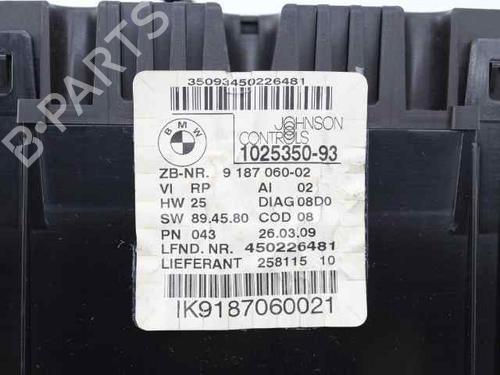 B-PARTS
35093450226481
BMW
JOHNSON
CONTROLS
1025350-93
ZB-NR. 9 187 060-02
VI RP AI 02
HW 25 DIAG 08D0
SW 89.45.80 COD 08
PN 043 26.03.09
LFND. NR. 450226481
LIEFERANT 258115 10
IK9187060021